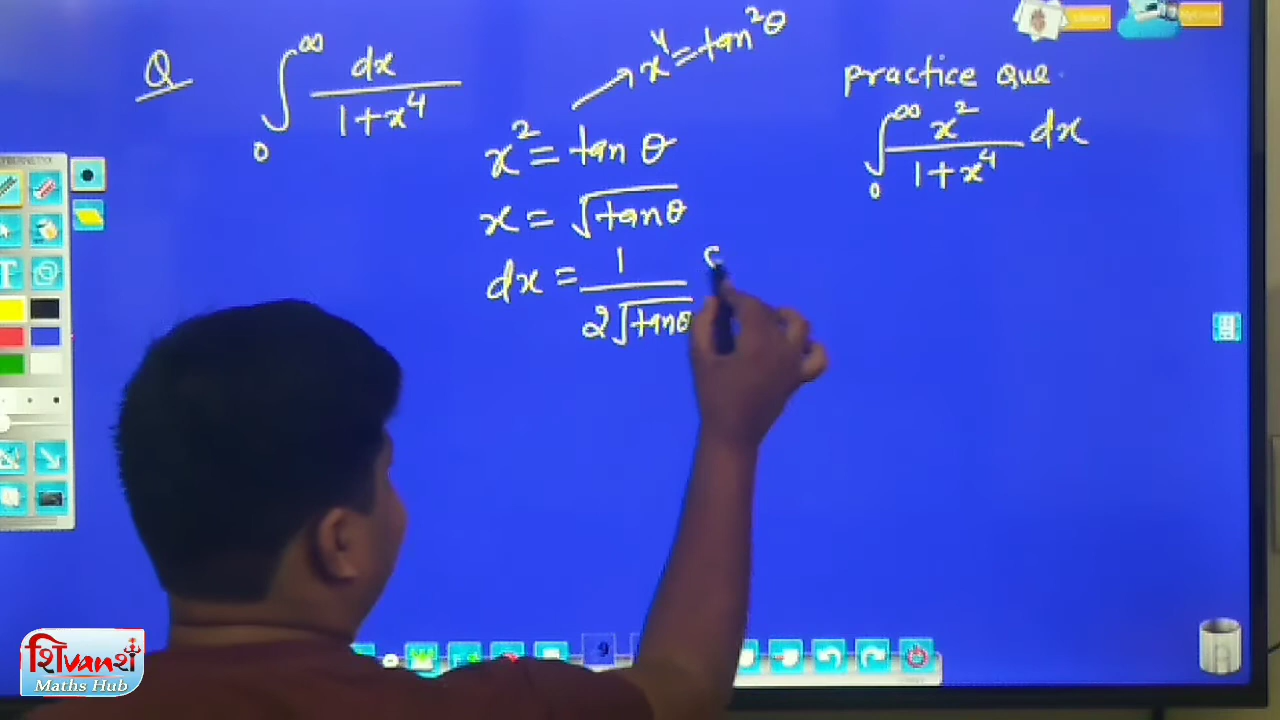 Q ∫₀^∞ dx / (1+x⁴)
x⁴ = tan²θ
x² = tan θ
x = √tanθ
dx = 1 / (2√tanθ)
practice Que.
∫₀^∞ x² / (1+x⁴) dx
T
9
शिvanशं
Maths Hub